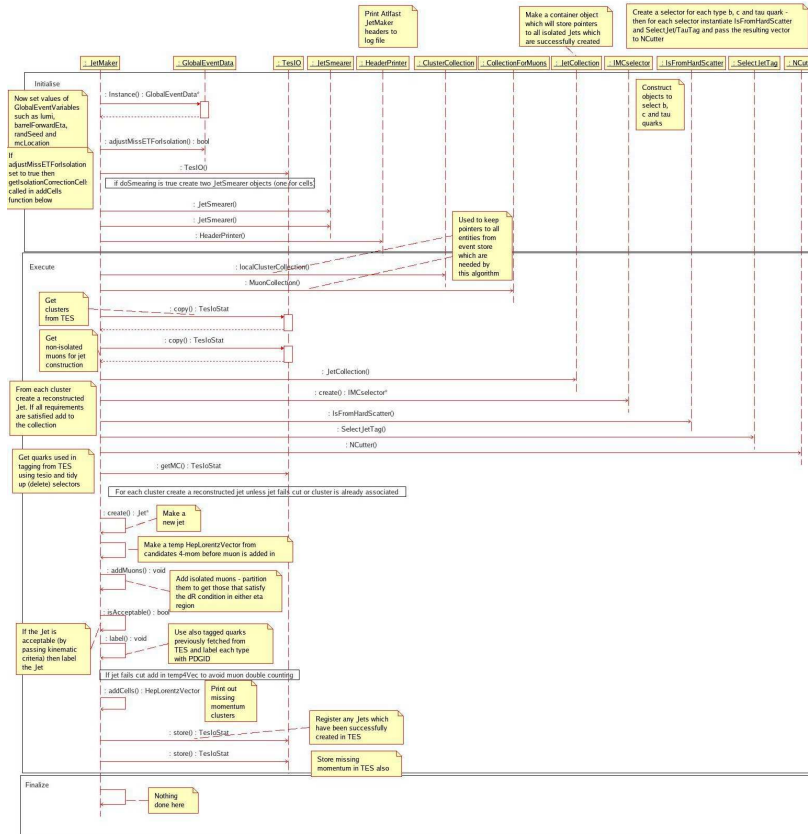 Print Atlfast
JetMaker
headers to
log file
Make a container object
which will store pointers
to all isolated Jets which
are successfully created
Create a selector for each type b, c and tau quark -
then for each selector instantiate IsFromHardScatter
and SelectJet/TauTag and pass the resulting vector
to NCutter
: JetMaker
: GlobalEventData
: TesIO
: JetSmearer
: HeaderPrinter
: ClusterCollection
: CollectionForMuons
: JetCollection
: IMCselector
: IsFromHardScatter
: SelectJetTag
: NCut
Initialise
Now set values of
GlobalEventVariables
such as lumi,
barrelForwardEta,
randSeed and
mcLocation
: Instance() : GlobalEventData*
Construct
objects to
select b,
c and tau
quarks
: adjustMissETForIsolation() : bool
If
adjustMissETForIsolation
set to true then
getIsolationCorrectionCells
called in addCells
function below
: TesIO()
if doSmearing is true create two JetSmearer objects (one for cells)
: JetSmearer()
: JetSmearer()
: HeaderPrinter()
Used to keep
pointers to all
entities from
event store
which are
needed by
this algorithm
Execute
: localClusterCollection()
: MuonCollection()
Get
clusters
from TES
: copy() : TesIoStat
Get
non-isolated
muons for jet
construction
: copy() : TesIoStat
: JetCollection()
From each cluster
create a reconstructed
Jet. If all requirements
are satisfied add to
the collection
: create() : IMCselector*
: IsFromHardScatter()
: SelectJetTag()
: NCutter()
Get quarks used in
tagging from TES
using tesio and tidy
up (delete) selectors
: getMC() : TesIoStat
For each cluster create a reconstructed jet unless jet fails cut or cluster is already associated
: create() : Jet*
Make a
new jet
Make a temp HepLorentzVector from
candidates 4-mom before muon is added in
: addMuons() : void
Add isolated muons - partition
them to get those that satisfy
the dR condition in either eta
region
: isAcceptable() : bool
If the Jet is
acceptable (by
passing kinematic
criteria) then label
the Jet
: label() : void
Use also tagged quarks
previously fetched from
TES and label each type
with PDGID
If jet fails cut add in temp4Vec to avoid muon double counting
: addCells() : HepLorentzVector
Print out
missing
momentum
clusters
: store() : TesIoStat
Register any Jets which
have been successfully
created in TES
: store() : TesIoStat
Store missing
momentum in TES also
Finalize
Nothing
done here